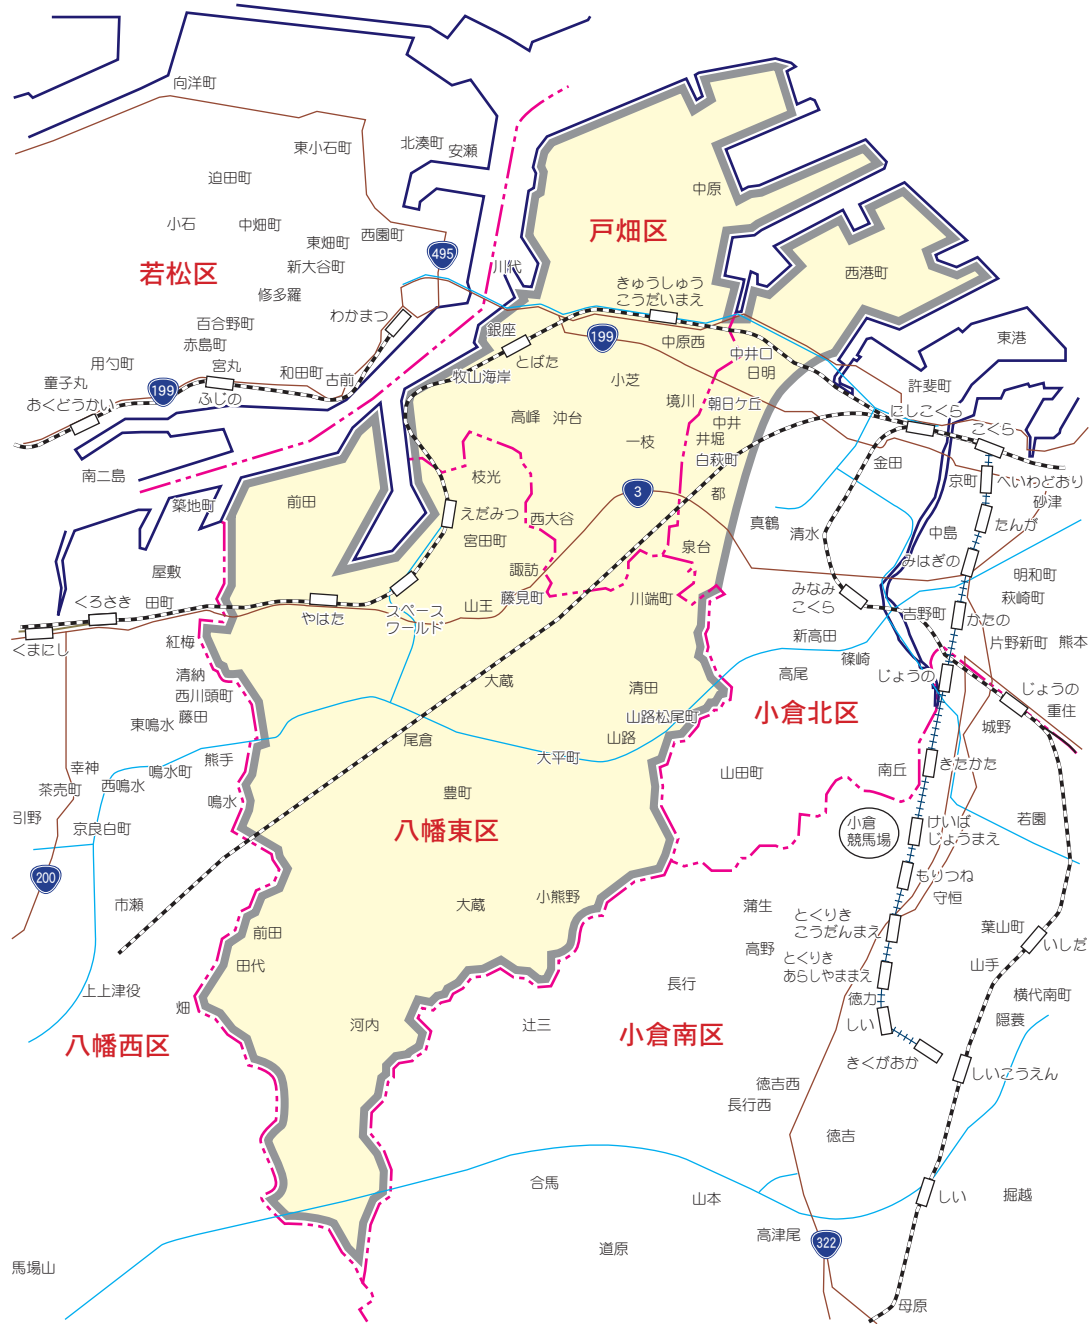 向洋町
東小石町
北湊町
安瀬
迫田町
中原
小石
中畑町
東畑町
西園町
戸畑区
495
新大谷町
若松区
川代
西港町
修多羅
きゅうしゅう
こうだいまえ
わかまつ
百合野町
赤島町
銀座
199
中原西
東港
とばた
中井口
日明
用勺町
宮丸
和田町
古前
童子丸
199
ふじの
おくどうかい
牧山海岸
小芝
許斐町
境川
朝日ケ丘
にしこくら
高峰
沖台
中井
こくら
一枝
井堀
白萩町
金田
南二島
枝光
京町
へいわどおり
築地町
前田
3
都
砂津
えだみつ
西大谷
真鶴
清水
中島
たんが
宮田町
泉台
みはぎの
屋敷
諏訪
明和町
くろさき
田町
やはた
スペース
ワールド
山王
藤見町
川端町
みなみ
こくら
萩崎町
吉野町
かたの
くまにし
紅梅
新高田
片野新町
熊本
篠崎
清納
大蔵
清田
高尾
じょうの
じょうの
西川頭町
重住
東鳴水
藤田
山路松尾町
小倉北区
城野
尾倉
山路
熊手
大平町
幸神
鳴水町
山田町
南丘
きたかた
茶売町
西鳴水
鳴水
豊町
引野
京良白町
八幡東区
小倉
競馬場
けいば
じょうまえ
若園
200
もりつね
市瀬
大蔵
小熊野
蒲生
守恒
とくりき
こうだんまえ
前田
高野
葉山町
いしだ
田代
とくりき
あらしやままえ
山手
上上津役
長行
横代南町
畑
徳力
隠蓑
河内
辻三
小倉南区
しい
八幡西区
きくがおか
しいこうえん
徳吉西
長行西
徳吉
合馬
山本
しい
掘越
高津尾
322
道原
馬場山
母原